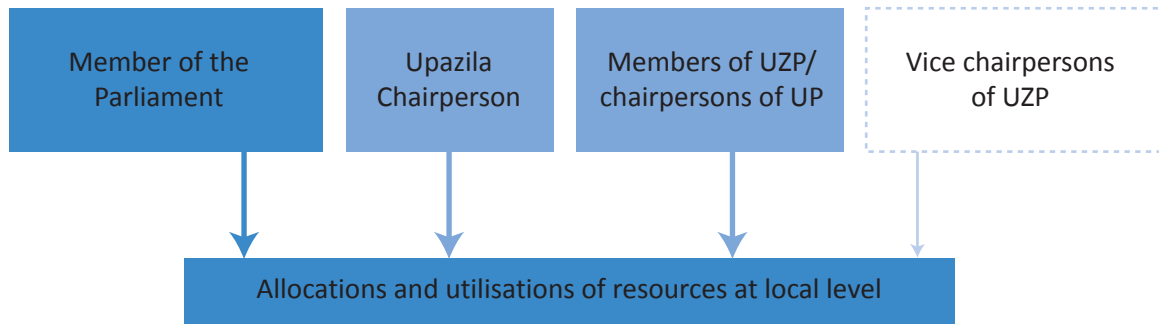 Member of the
Parliament
Upazila
Chairperson
Members of UZP/
chairpersons of UP
Vice chairpersons
of UZP
Allocations and utilisations of resources at local level